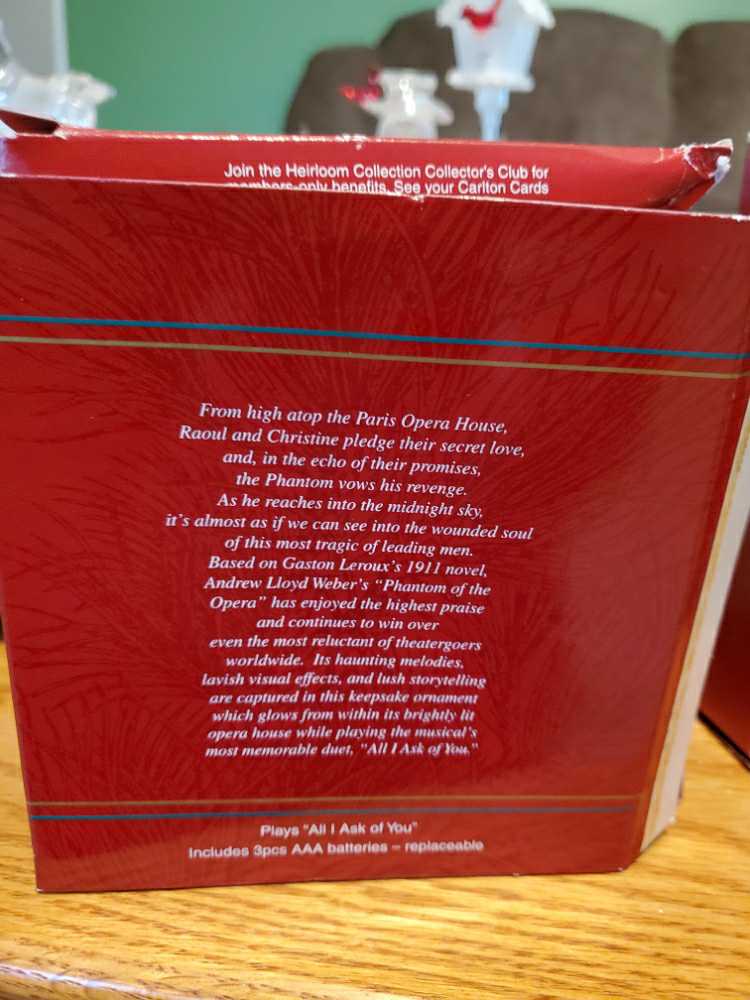 Join the Heirloom Collection Collector's Club for
members-only benefits. See your Carlton Cards
From high atop the Paris Opera House,
Raoul and Christine pledge their secret love,
and, in the echo of their promises,
the Phantom vows his revenge.
As he reaches into the midnight sky,
it's almost as if we can see into the wounded soul
of this most tragic of leading men.
Based on Gaston Leroux's 1911 novel,
Andrew Lloyd Weber's "Phantom of the
Opera" has enjoyed the highest praise
and continues to win over
even the most reluctant of theatergoers
worldwide. Its haunting melodies,
lavish visual effects, and lush storytelling
are captured in this keepsake ornament
which glows from within its brightly lit
opera house while playing the musical's
most memorable duet, "All I Ask of You."
Plays "All I Ask of You"
Includes 3pcs AAA batteries – replaceable